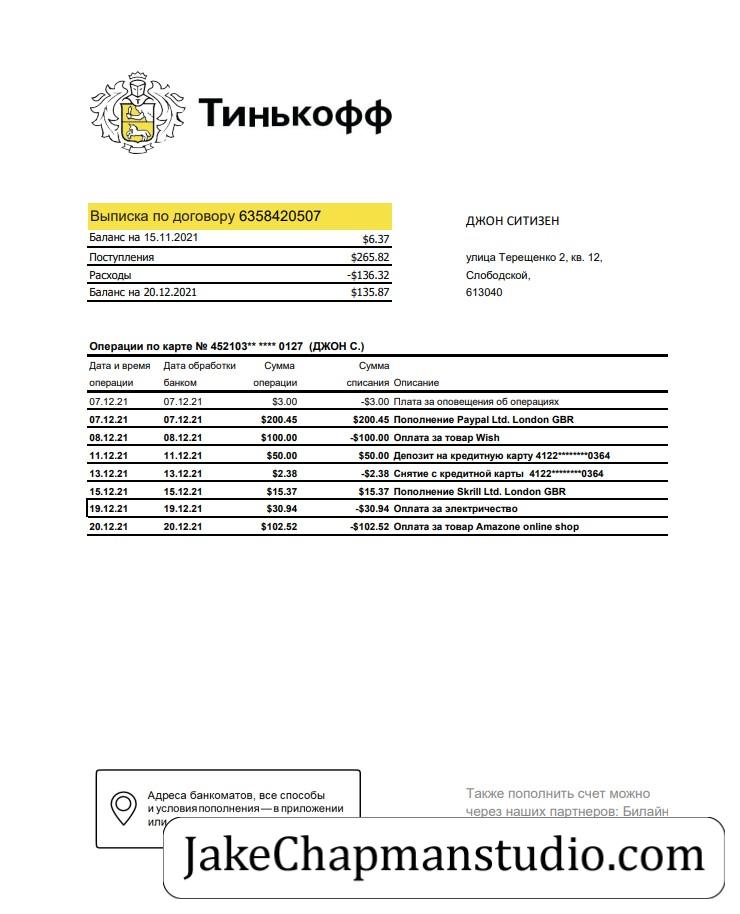 Тинькофф
Выписка по договору 6358420507
Баланс на 15.11.2021 $6.37
Поступления $265.82
Расходы -$136.32
Баланс на 20.12.2021 $135.87
ДЖОН СИТИЗЕН
улица Терещенко 2, кв. 12,
Слободской,
613040
Операции по карте № 452103** **** 0127 (ДЖОН С.)
Дата и время Дата обработки Сумма Сумма
операции банком операции списания Описание
07.12.21 07.12.21 $3.00 -$3.00 Плата за оповещения об операциях
07.12.21 07.12.21 $200.45 $200.45 Пополнение Paypal Ltd. London GBR
08.12.21 08.12.21 $100.00 -$100.00 Оплата за товар Wish
11.12.21 11.12.21 $50.00 $50.00 Депозит на кредитную карту 4122********0364
13.12.21 13.12.21 $2.38 -$2.38 Снятие с кредитной карты 4122********0364
15.12.21 15.12.21 $15.37 $15.37 Пополнение Skrill Ltd. London GBR
19.12.21 19.12.21 $30.94 -$30.94 Оплата за электричество
20.12.21 20.12.21 $102.52 -$102.52 Оплата за товар Amazone online shop
Адреса банкоматов, все способы
и условия пополнения — в приложении
или
Также пополнить счет можно
через наших партнеров: Билайн
JakeChapmanstudio.com